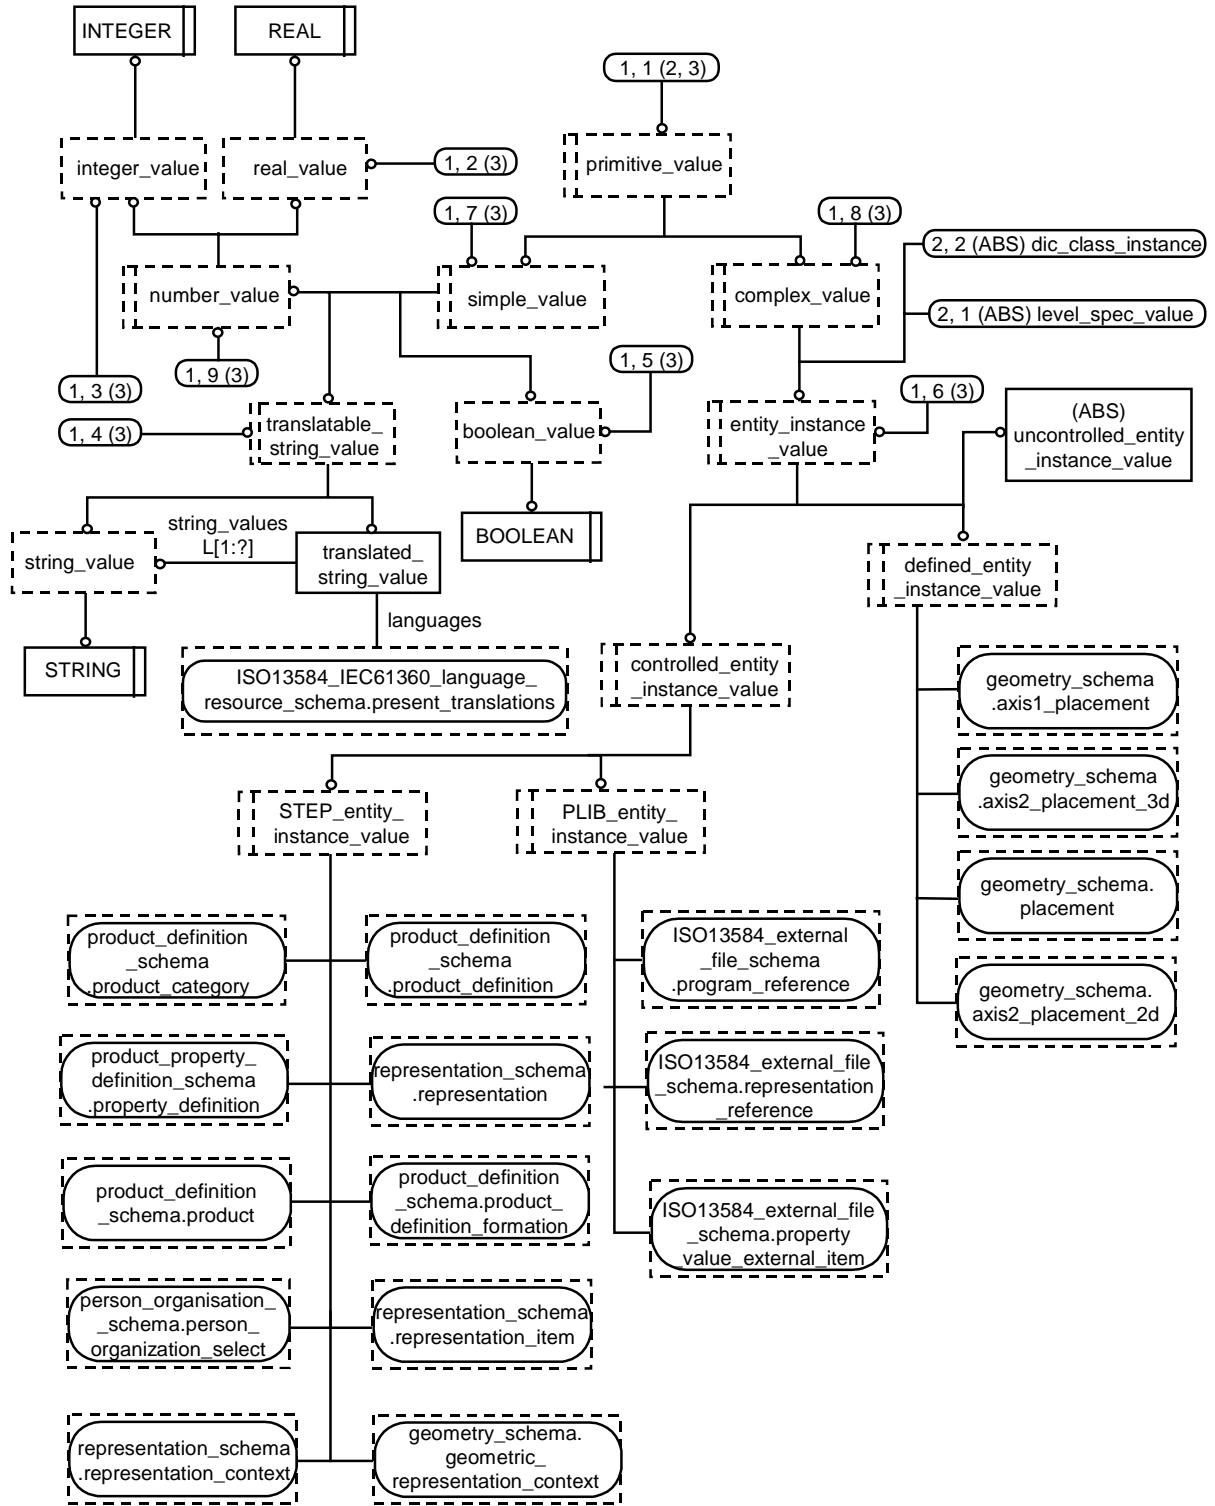 INTEGER
REAL
1, 1 (2, 3)
integer_value
real_value
1, 2 (3)
primitive_value
1, 7 (3)
1, 8 (3)
2, 2 (ABS) dic_class_instance
number_value
simple_value
complex_value
2, 1 (ABS) level_spec_value
1, 3 (3)
1, 9 (3)
1, 5 (3)
1, 6 (3)
1, 4 (3)
translatable_
string_value
boolean_value
entity_instance
_value
(ABS)
uncontrolled_entity
_instance_value
string_values
L[1:?]
string_value
translated_
string_value
BOOLEAN
defined_entity
_instance_value
languages
STRING
ISO13584_IEC61360_language_
resource_schema.present_translations
controlled_entity
_instance_value
geometry_schema
.axis1_placement
geometry_schema
.axis2_placement_3d
geometry_schema.
placement
geometry_schema.
axis2_placement_2d
STEP_entity_
instance_value
PLIB_entity_
instance_value
product_definition
_schema
.product_category
product_definition
_schema
.product_definition
ISO13584_external
_file_schema
.program_reference
product_property_
definition_schema
.property_definition
representation_schema
.representation
ISO13584_external_file
_schema.representation
_reference
product_definition
_schema.product
product_definition
_schema.product_
definition_formation
ISO13584_external_file
_schema.property
_value_external_item
person_organisation_
_schema.person_
organization_select
representation_schema
.representation_item
representation_schema
.representation_context
geometry_schema.
geometric_
representation_context